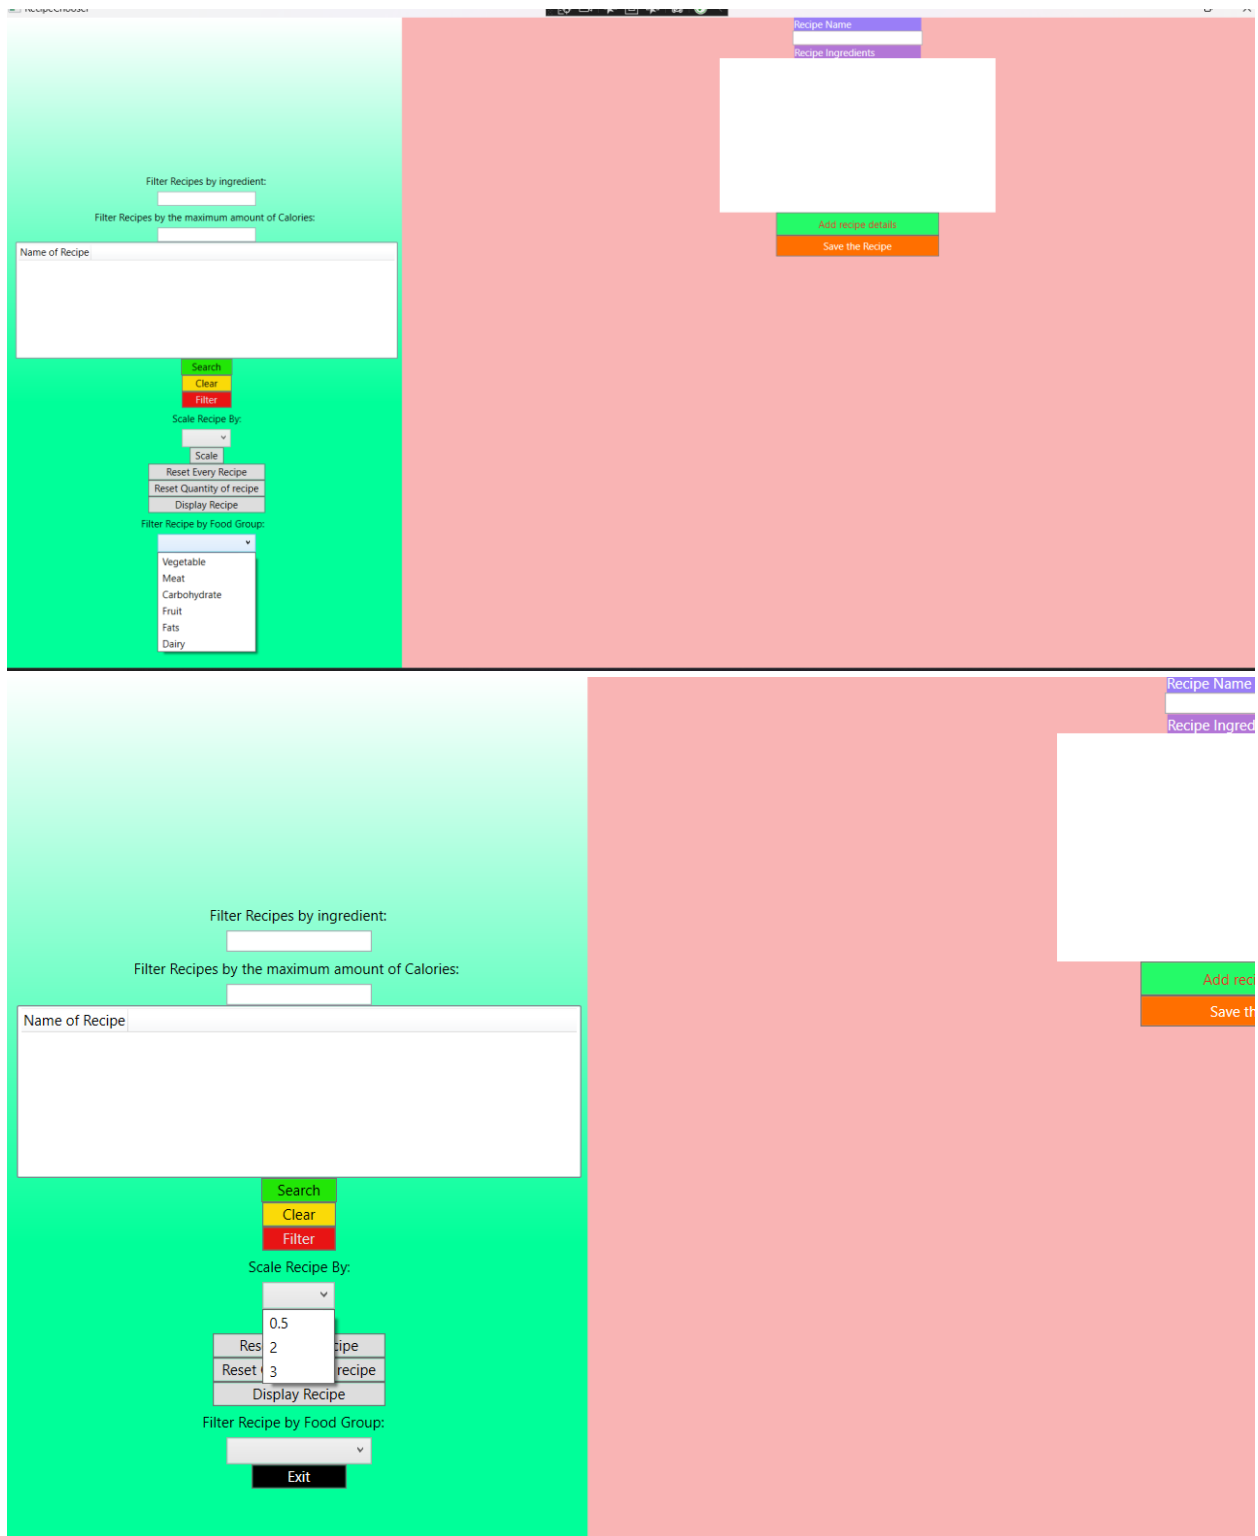 RecipeChooser
Recipe Name
Recipe Ingredients
Add recipe details
Save the Recipe
Filter Recipes by ingredient:
Filter Recipes by the maximum amount of Calories:
Name of Recipe
Search
Clear
Filter
Scale Recipe By:
Scale
Reset Every Recipe
Reset Quantity of recipe
Display Recipe
Filter Recipe by Food Group:
Vegetable
Meat
Carbohydrate
Fruit
Fats
Dairy
Recipe Name
Recipe Ingred
Add reci
Save th
Filter Recipes by ingredient:
Filter Recipes by the maximum amount of Calories:
Name of Recipe
Search
Clear
Filter
Scale Recipe By:
0.5
2
3
Res cipe
Reset recipe
Display Recipe
Filter Recipe by Food Group:
Exit